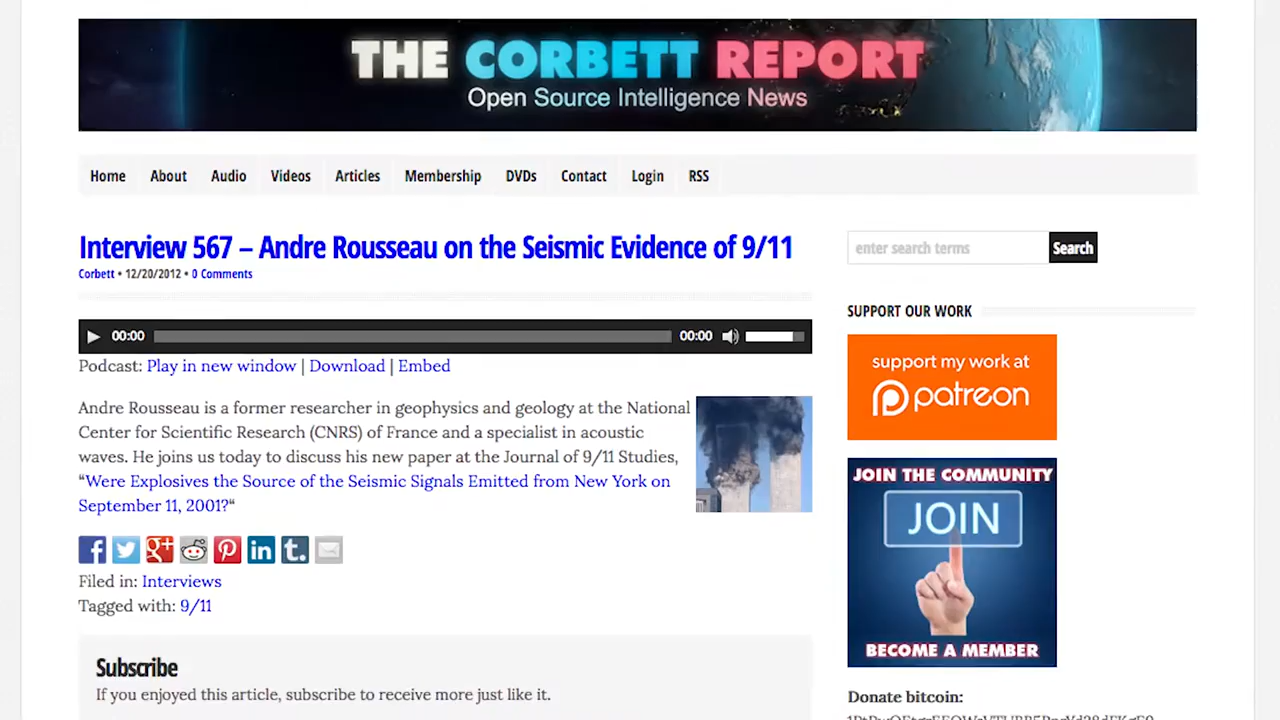 THE CORBETT REPORT
Open Source Intelligence News
Home About Audio Videos Articles Membership DVDs Contact Login RSS
Interview 567 – Andre Rousseau on the Seismic Evidence of 9/11
Corbett • 12/20/2012 • 0 Comments
00:00 00:00
Podcast: Play in new window | Download | Embed
Andre Rousseau is a former researcher in geophysics and geology at the National
Center for Scientific Research (CNRS) of France and a specialist in acoustic
waves. He joins us today to discuss his new paper at the Journal of 9/11 Studies,
“Were Explosives the Source of the Seismic Signals Emitted from New York on
September 11, 2001?“
Filed in: Interviews
Tagged with: 9/11
Subscribe
If you enjoyed this article, subscribe to receive more just like it.
enter search terms Search
SUPPORT OUR WORK
support my work at
patreon
JOIN THE COMMUNITY
JOIN
BECOME A MEMBER
Donate bitcoin: